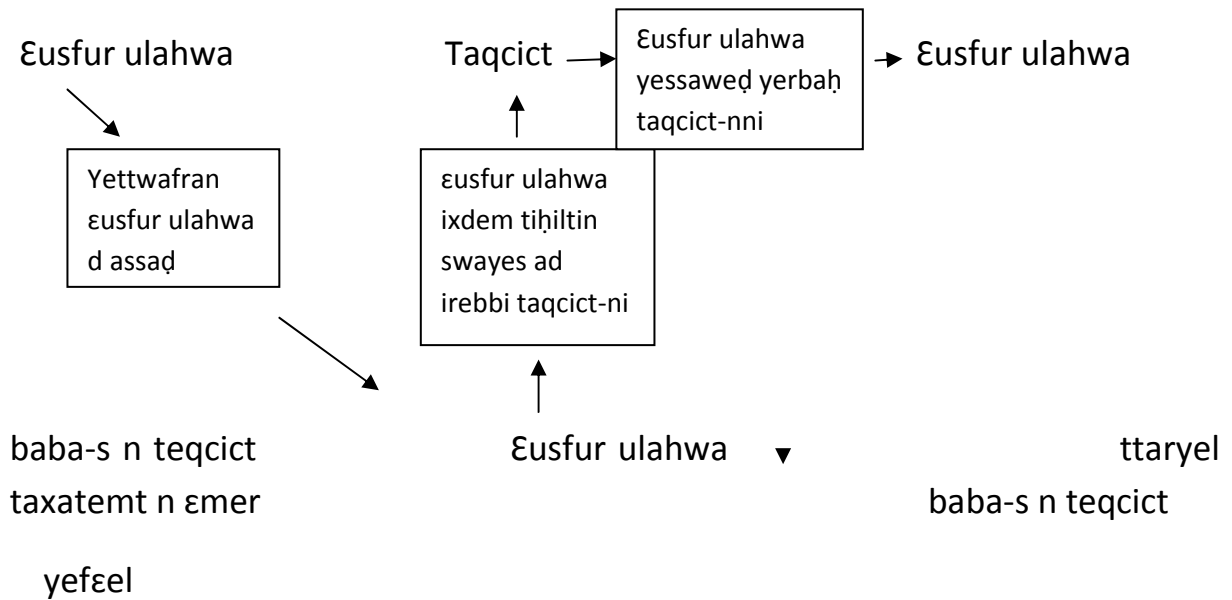 Ɛusfur ulahwa
Taqcict
Ɛusfur ulahwa
yessaweḍ yerbaḥ
taqcict-nni
Ɛusfur ulahwa
Yettwafran
ɛusfur ulahwa
d assaḍ
ɛusfur ulahwa
ixdem tiḥiltin
swayes ad
irebbi taqcict-ni
baba-s n teqcict
Ɛusfur ulahwa
ttaryel
taxatemt n ɛmer
baba-s n teqcict
yefɛel